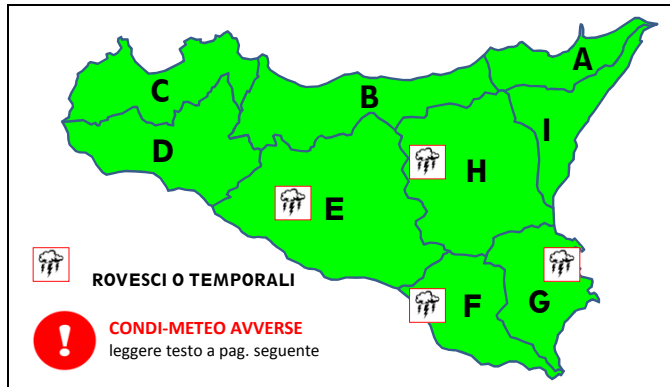 A
C
B
I
D
H
E
G
F
ROVESCI O TEMPORALI
!
CONDI-METEO AVVERSE
leggere testo a pag. seguente